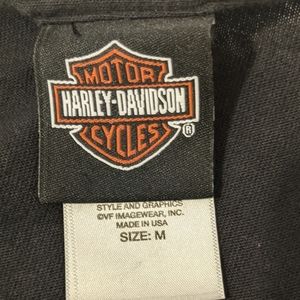 MOTOR
HARLEY-DAVIDSON
CYCLES
®
STYLE AND GRAPHICS
©VF IMAGEWEAR, INC.
MADE IN USA
SIZE: M